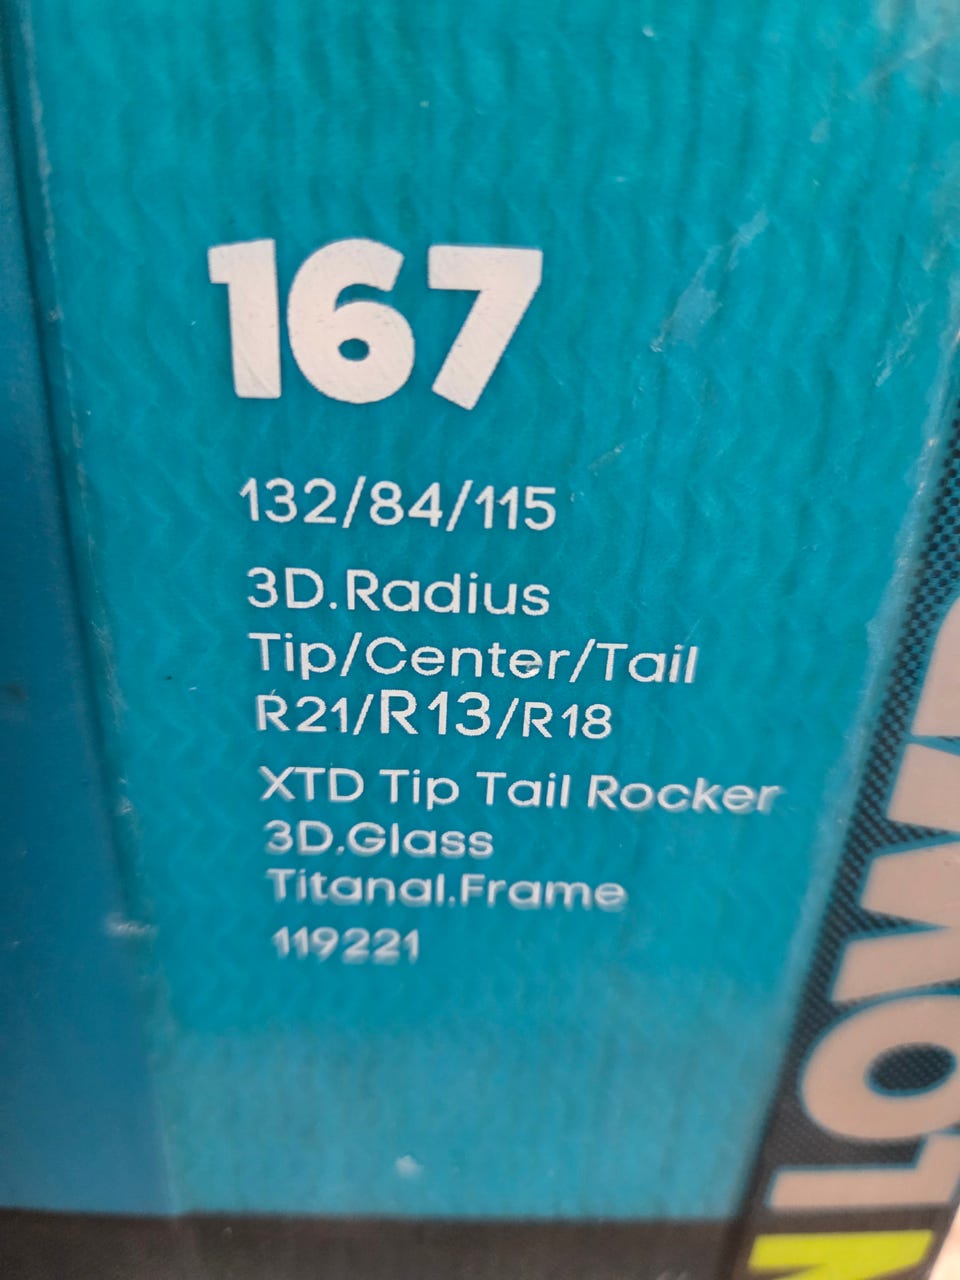 167
132/84/115
3D.Radius
Tip/Center/Tail
R21/R13/R18
XTD Tip Tail Rocker
3D.Glass
Titanal.Frame
119221